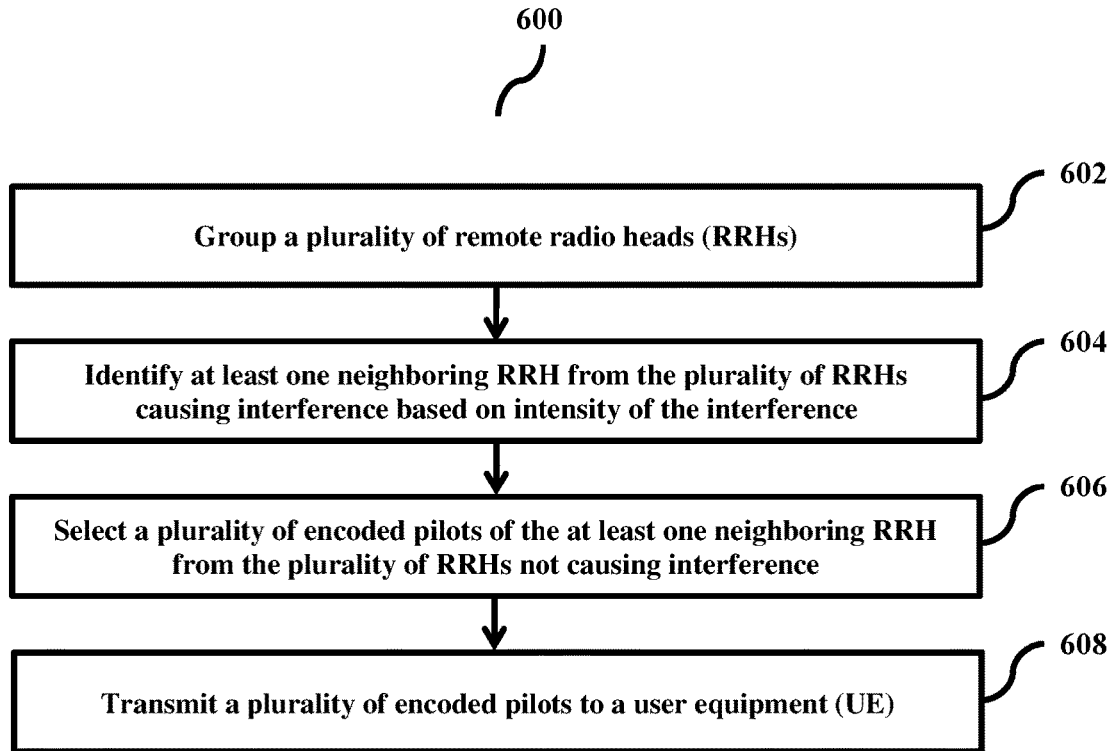 600
602
Group a plurality of remote radio heads (RRHs)
604
Identify at least one neighboring RRH from the plurality of RRHs
causing interference based on intensity of the interference
606
Select a plurality of encoded pilots of the at least one neighboring RRH
from the plurality of RRHs not causing interference
608
Transmit a plurality of encoded pilots to a user equipment (UE)